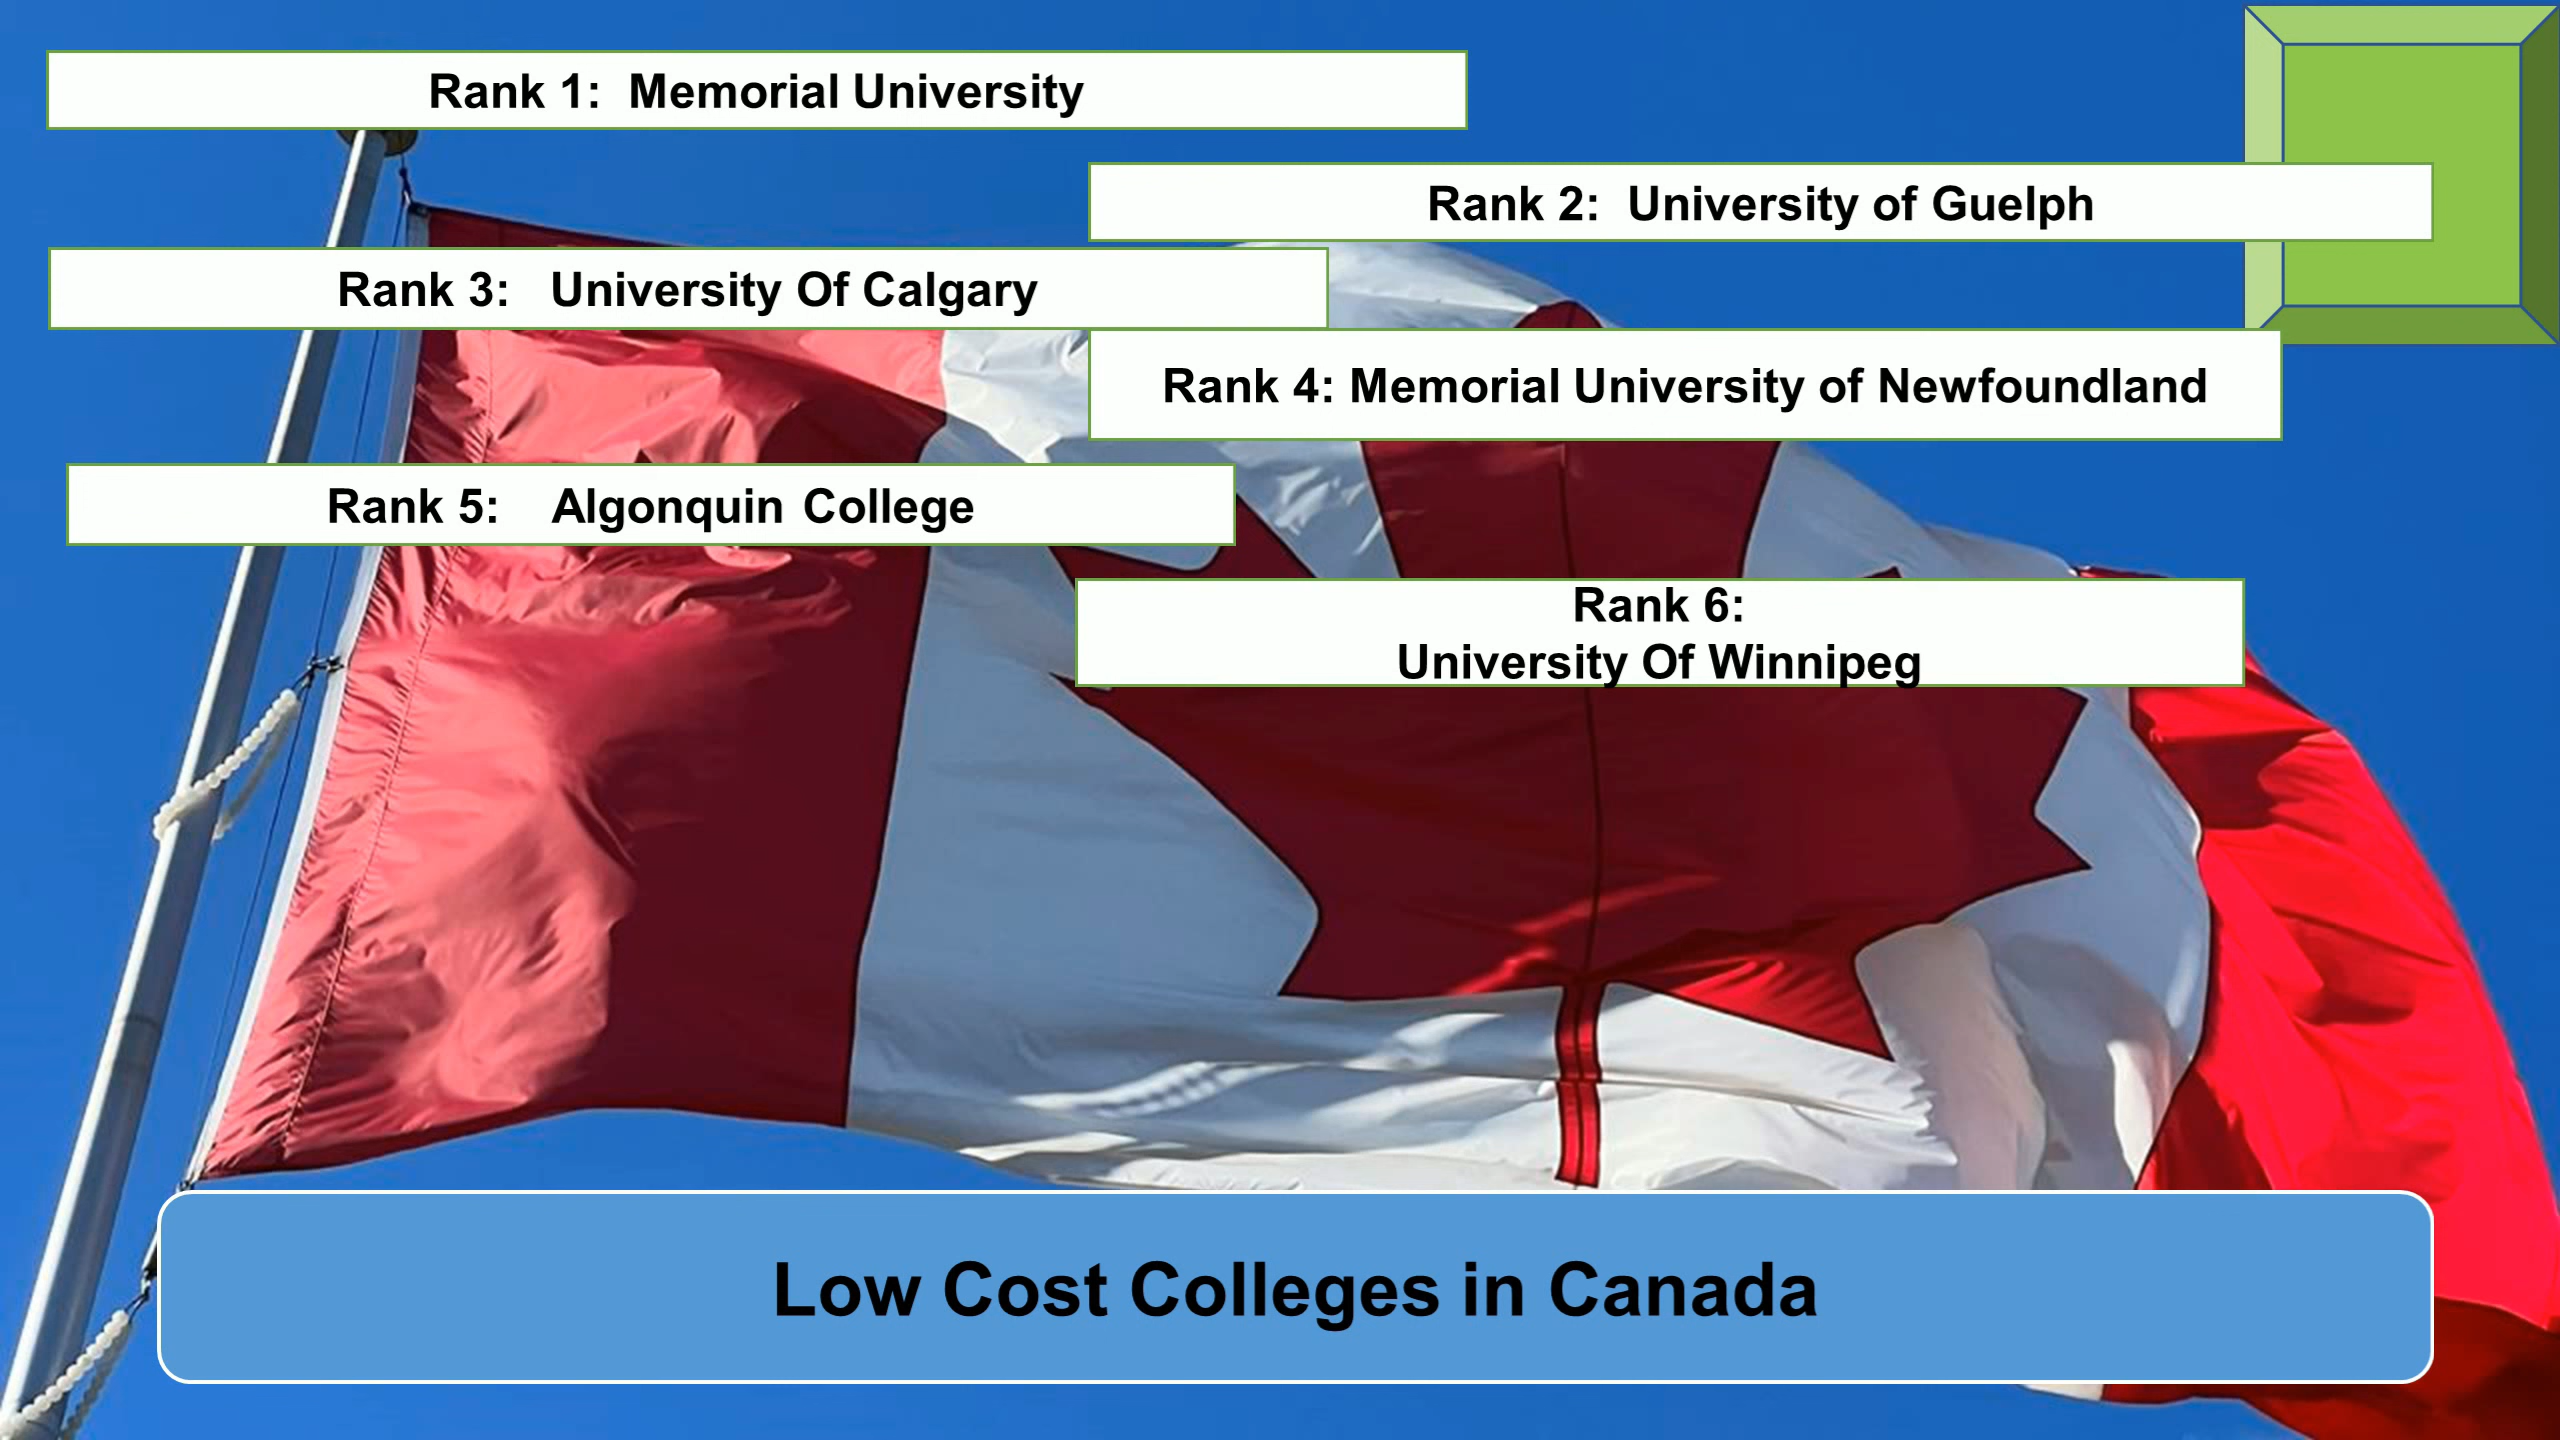 Rank 1: Memorial University
Rank 2: University of Guelph
Rank 3: University Of Calgary
Rank 4: Memorial University of Newfoundland
Rank 5: Algonquin College
Rank 6:
University Of Winnipeg
Low Cost Colleges in Canada